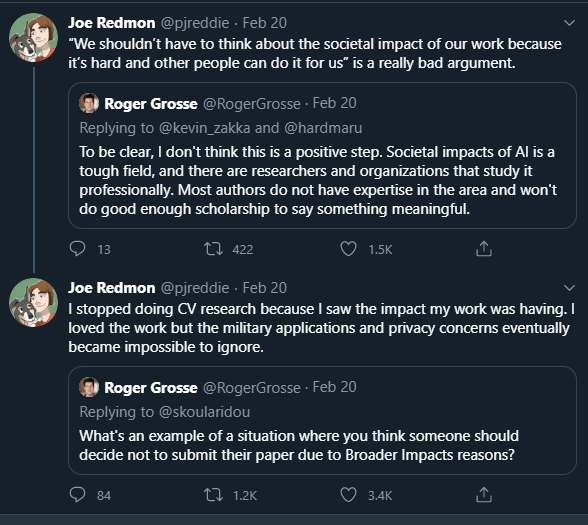 Joe Redmon @pjreddie · Feb 20
“We shouldn’t have to think about the societal impact of our work because
it’s hard and other people can do it for us” is a really bad argument.
Roger Grosse @RogerGrosse · Feb 20
Replying to @kevin_zakka and @hardmaru
To be clear, I don't think this is a positive step. Societal impacts of AI is a
tough field, and there are researchers and organizations that study it
professionally. Most authors do not have expertise in the area and won't
do good enough scholarship to say something meaningful.
13 422 1.5K
Joe Redmon @pjreddie · Feb 20
I stopped doing CV research because I saw the impact my work was having. I
loved the work but the military applications and privacy concerns eventually
became impossible to ignore.
Roger Grosse @RogerGrosse · Feb 20
Replying to @skoularidou
What's an example of a situation where you think someone should
decide not to submit their paper due to Broader Impacts reasons?
84 1.2K 3.4K